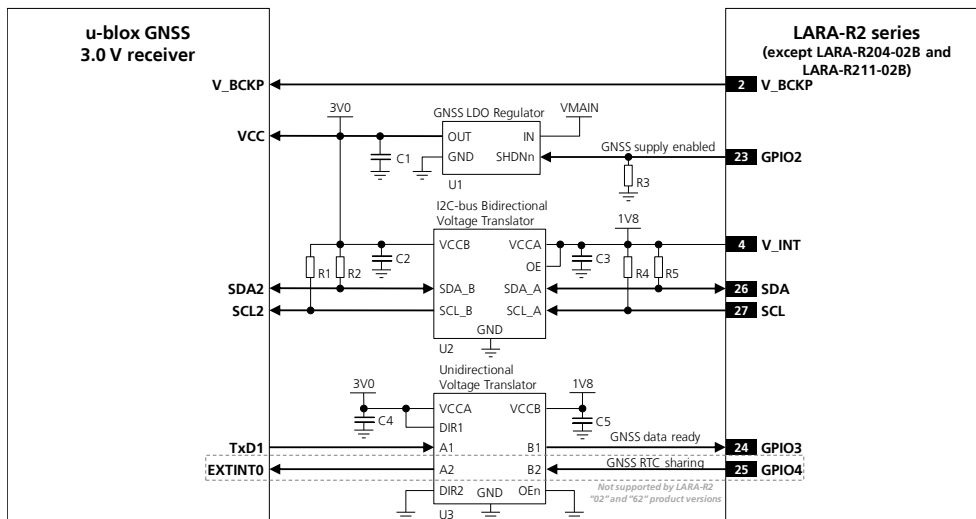 u-blox GNSS
3.0 V receiver
LARA-R2 series
(except LARA-R204-02B and
LARA-R211-02B)
V_BCKP
2 V_BCKP
3V0
GNSS LDO Regulator
VMAIN
VCC
OUT
IN
GND
SHDNn
C1
U1
GNSS supply enabled
23 GPIO2
R3
I2C-bus Bidirectional
Voltage Translator
1V8
VCCB
VCCA
4 V_INT
OE
R1
R2
C2
C3
R4
R5
SDA2
SDA_B
SDA_A
26 SDA
SCL2
SCL_B
SCL_A
27 SCL
GND
U2
Unidirectional
Voltage Translator
3V0
1V8
VCCA
VCCB
C4
C5
DIR1
TxD1
A1
B1
GNSS data ready
24 GPIO3
EXTINT0
A2
B2
GNSS RTC sharing
25 GPIO4
Not supported by LARA-R2
"02" and "62" product versions
DIR2
GND
OEn
U3